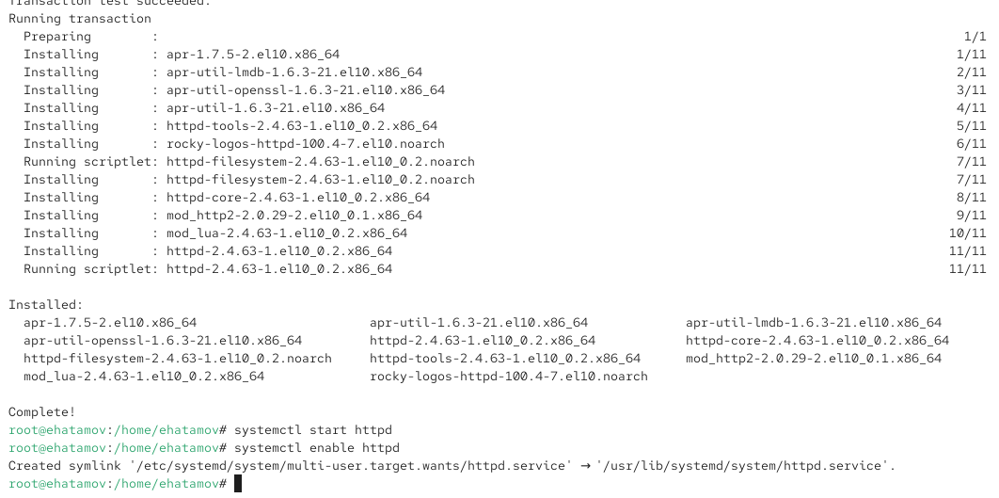 Transaction test succeeded.
Running transaction
  Preparing        :                                                                                                        1/1
  Installing       : apr-1.7.5-2.el10.x86_64                                                                               1/11
  Installing       : apr-util-lmdb-1.6.3-21.el10.x86_64                                                                    2/11
  Installing       : apr-util-openssl-1.6.3-21.el10.x86_64                                                                 3/11
  Installing       : apr-util-1.6.3-21.el10.x86_64                                                                         4/11
  Installing       : httpd-tools-2.4.63-1.el10_0.2.x86_64                                                                  5/11
  Installing       : rocky-logos-httpd-100.4-7.el10.noarch                                                                 6/11
  Running scriptlet: httpd-filesystem-2.4.63-1.el10_0.2.noarch                                                             7/11
  Installing       : httpd-filesystem-2.4.63-1.el10_0.2.noarch                                                             7/11
  Installing       : httpd-core-2.4.63-1.el10_0.2.x86_64                                                                   8/11
  Installing       : mod_http2-2.0.29-2.el10_0.1.x86_64                                                                    9/11
  Installing       : mod_lua-2.4.63-1.el10_0.2.x86_64                                                                     10/11
  Installing       : httpd-2.4.63-1.el10_0.2.x86_64                                                                       11/11
  Running scriptlet: httpd-2.4.63-1.el10_0.2.x86_64                                                                       11/11

Installed:
  apr-1.7.5-2.el10.x86_64                       apr-util-1.6.3-21.el10.x86_64             apr-util-lmdb-1.6.3-21.el10.x86_64
  apr-util-openssl-1.6.3-21.el10.x86_64         httpd-2.4.63-1.el10_0.2.x86_64            httpd-core-2.4.63-1.el10_0.2.x86_64
  httpd-filesystem-2.4.63-1.el10_0.2.noarch     httpd-tools-2.4.63-1.el10_0.2.x86_64      mod_http2-2.0.29-2.el10_0.1.x86_64
  mod_lua-2.4.63-1.el10_0.2.x86_64              rocky-logos-httpd-100.4-7.el10.noarch

Complete!
root@ehatamov:/home/ehatamov# systemctl start httpd
root@ehatamov:/home/ehatamov# systemctl enable httpd
Created symlink '/etc/systemd/system/multi-user.target.wants/httpd.service' → '/usr/lib/systemd/system/httpd.service'.
root@ehatamov:/home/ehatamov#